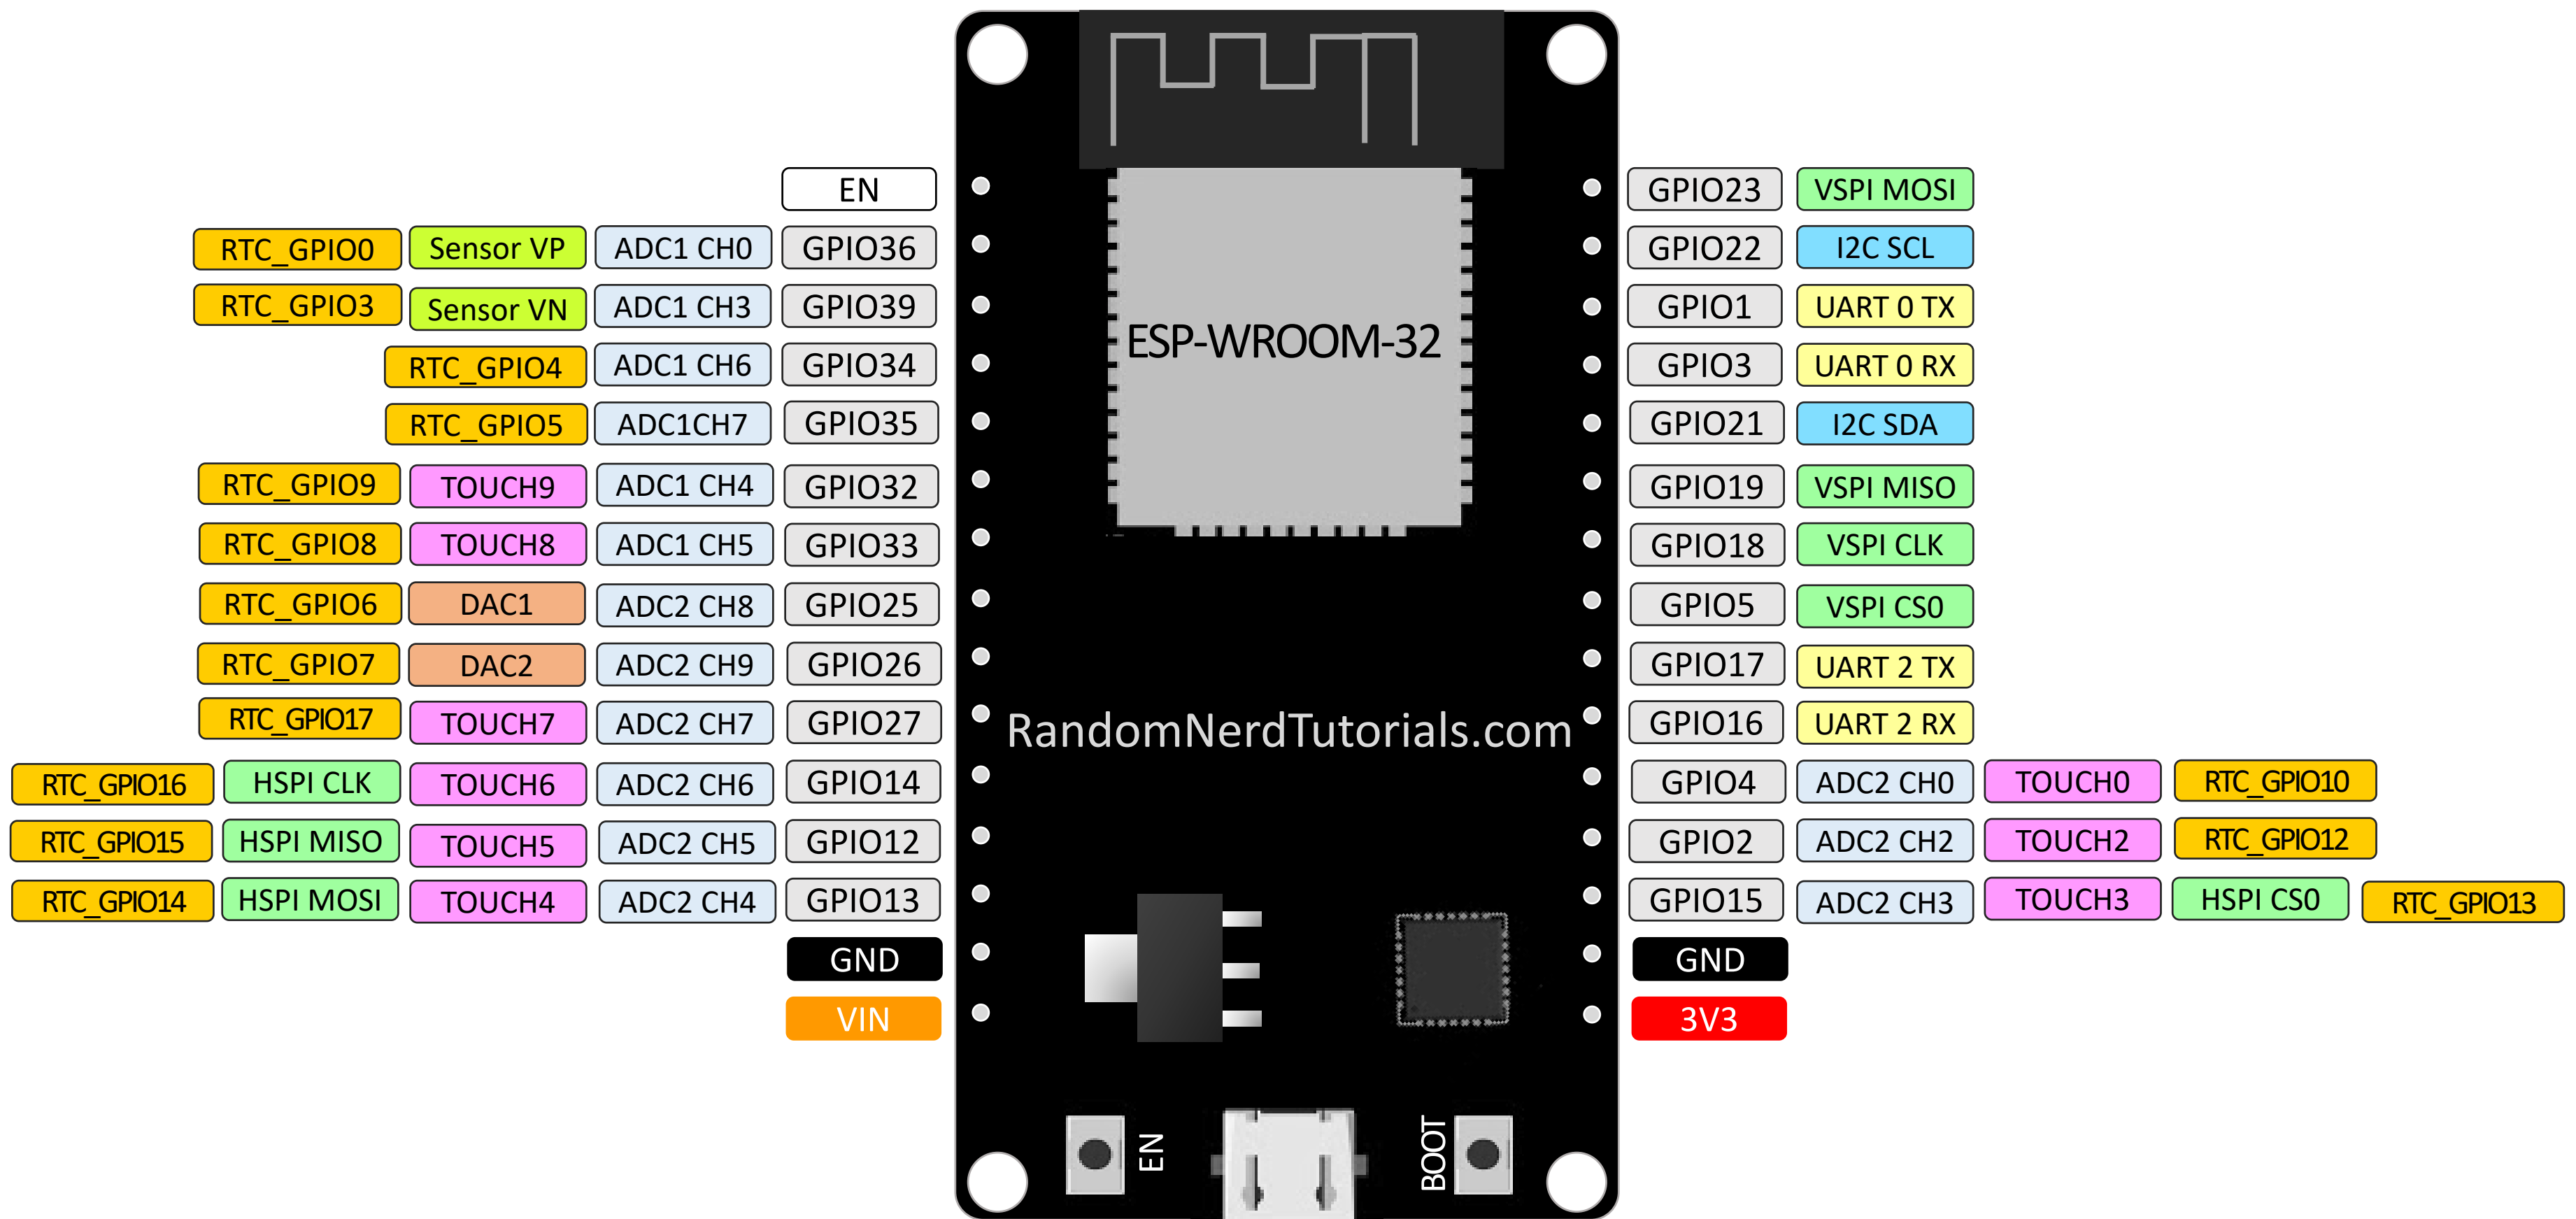 EN GPIO23 VSPI MOSI
RTC_GPIO0 Sensor VP ADC1 CH0 GPIO36 GPIO22 I2C SCL
RTC_GPIO3 Sensor VN ADC1 CH3 GPIO39 GPIO1 UART 0 TX
ESP-WROOM-32
RTC_GPIO4 ADC1 CH6 GPIO34 GPIO3 UART 0 RX
RTC_GPIO5 ADC1CH7 GPIO35 GPIO21 I2C SDA
RTC_GPIO9 TOUCH9 ADC1 CH4 GPIO32 GPIO19 VSPI MISO
RTC_GPIO8 TOUCH8 ADC1 CH5 GPIO33 GPIO18 VSPI CLK
RTC_GPIO6 DAC1 ADC2 CH8 GPIO25 GPIO5 VSPI CS0
RTC_GPIO7 DAC2 ADC2 CH9 GPIO26 GPIO17 UART 2 TX
RTC_GPIO17 TOUCH7 ADC2 CH7 GPIO27 RandomNerdTutorials.com GPIO16 UART 2 RX
RTC_GPIO16 HSPI CLK TOUCH6 ADC2 CH6 GPIO14 GPIO4 ADC2 CH0 TOUCH0 RTC_GPIO10
RTC_GPIO15 HSPI MISO TOUCH5 ADC2 CH5 GPIO12 GPIO2 ADC2 CH2 TOUCH2 RTC_GPIO12
RTC_GPIO14 HSPI MOSI TOUCH4 ADC2 CH4 GPIO13 GPIO15 ADC2 CH3 TOUCH3 HSPI CS0 RTC_GPIO13
GND GND
VIN 3V3
EN BOOT